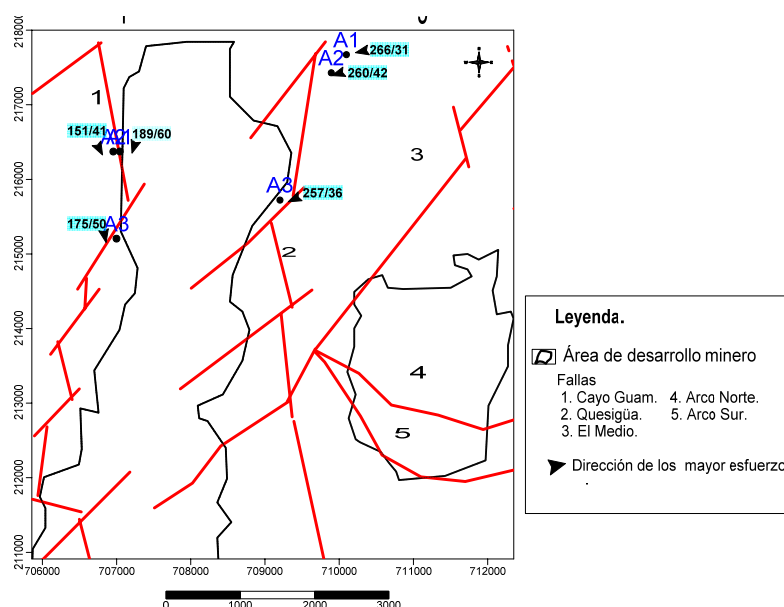 218000
217000
216000
215000
214000
213000
212000
211000
A1
266/31
A2
260/42
1
151/41
189/60
3
A3
257/36
175/50
A3
2
4
5
706000 707000 708000 709000 710000 711000 712000
0 1000 2000 3000
Leyenda.
Área de desarrollo minero
Fallas
1. Cayo Guam. 4. Arco Norte.
2. Quesigüa. 5. Arco Sur.
3. El Medio.
Dirección de los mayor esfuerzo